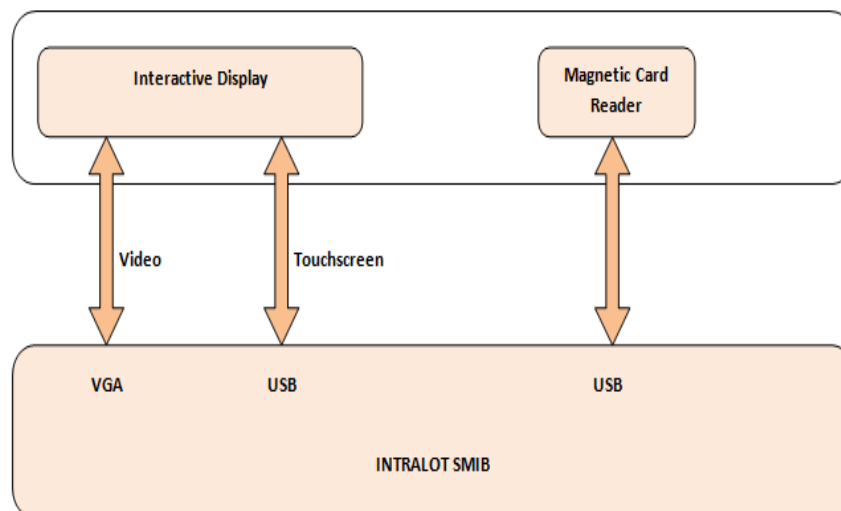 Interactive Display
Magnetic Card
Reader
Video
Touchscreen
VGA
USB
USB
INTRALOT SMIB